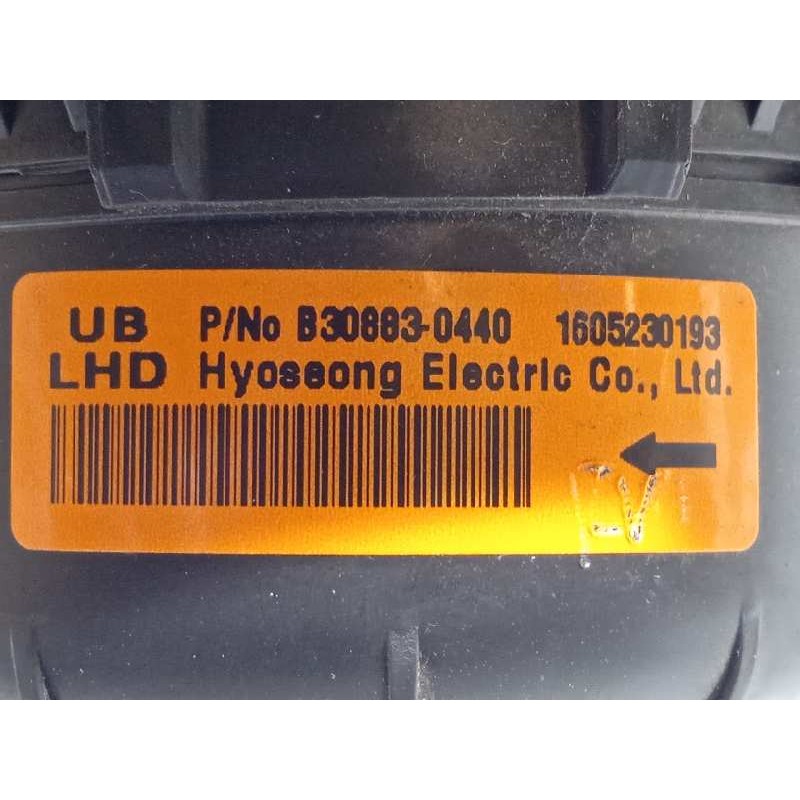 UB P/No B30883-0440 1605230193
LHD Hyoseong Electric Co., Ltd.